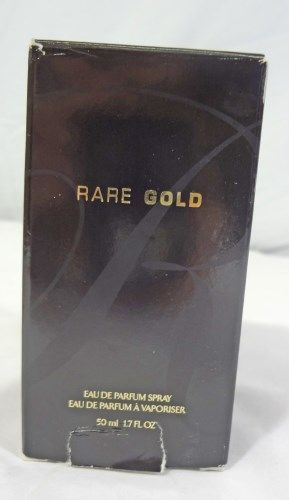 RARE GOLD
EAU DE PARFUM SPRAY
EAU DE PARFUM À VAPORISER
50 ml 1.7 FL OZ